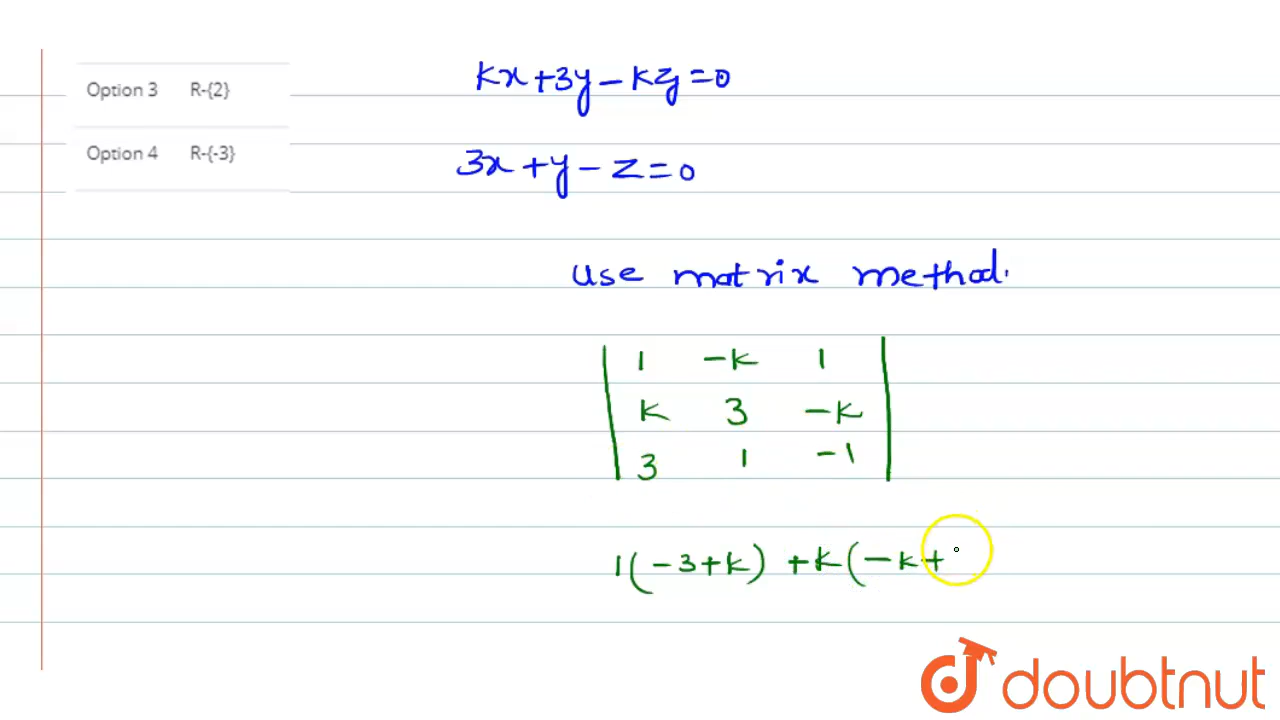 Option 3 R-{2}
Option 4 R-{-3}
kx+3y-kz=0
3x+y-z=0
use matrix method.
1 -k 1
k 3 -k
3 1 -1
1(-3+k) +k(-k+
doubtnut